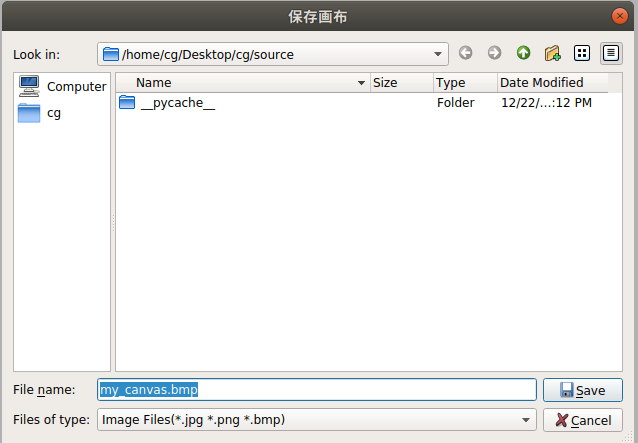 保存画布
Look in: /home/cg/Desktop/cg/source
Computer
cg
Name Size Type Date Modified
__pycache__ Folder 12/22/...:12 PM
File name: my_canvas.bmp Save
Files of type: Image Files(*.jpg *.png *.bmp) Cancel